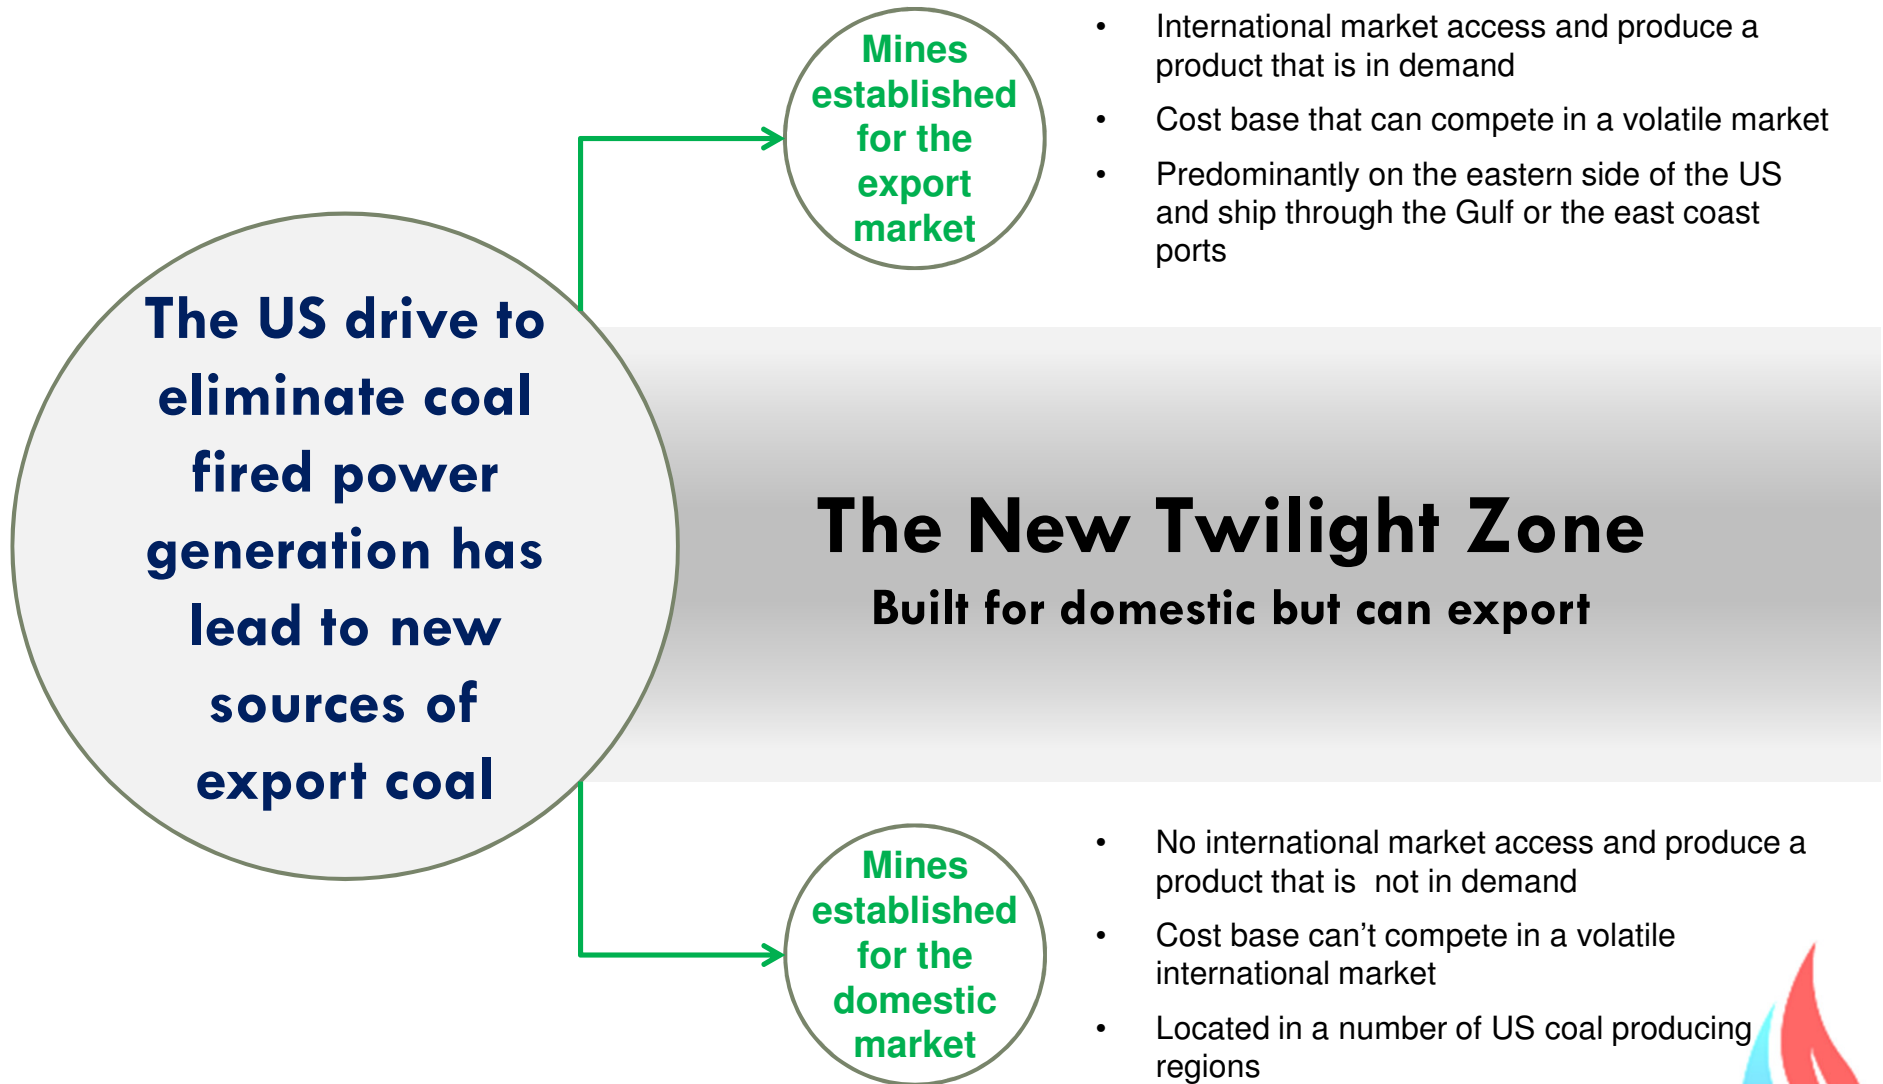 The US drive to
eliminate coal
fired power
generation has
lead to new
sources of
export coal
Mines
established
for the
export
market
• International market access and produce a
product that is in demand
• Cost base that can compete in a volatile market
• Predominantly on the eastern side of the US
and ship through the Gulf or the east coast
ports
The New Twilight Zone
Built for domestic but can export
Mines
established
for the
domestic
market
• No international market access and produce a
product that is not in demand
• Cost base can’t compete in a volatile
international market
• Located in a number of US coal producing
regions